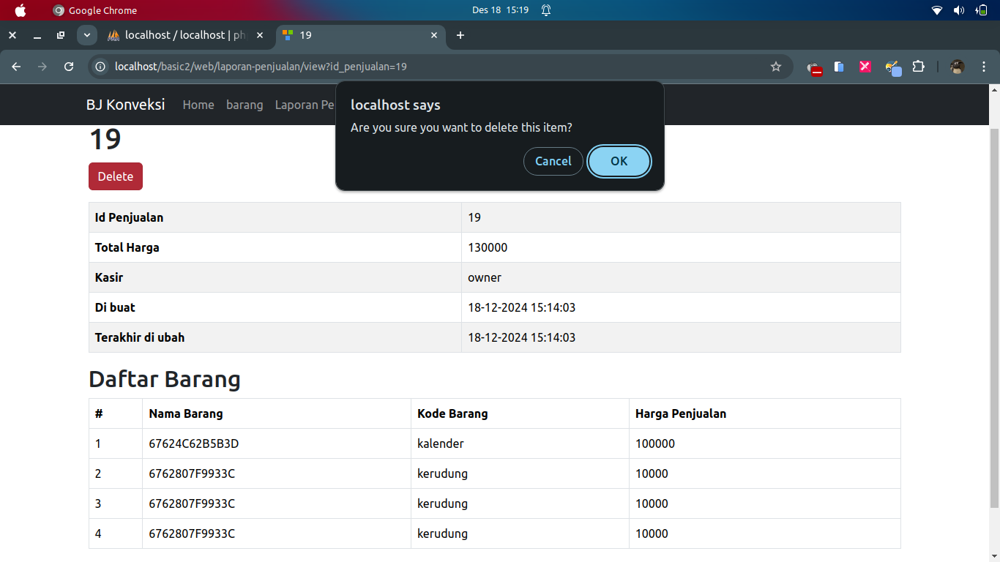 Google Chrome Des 18 15:19
localhost / localhost | ph 19
localhost/basic2/web/laporan-penjualan/view?id_penjualan=19
BJ Konveksi Home barang Laporan Pe
localhost says
Are you sure you want to delete this item?
Cancel OK
19
Delete
Id Penjualan 19
Total Harga 130000
Kasir owner
Di buat 18-12-2024 15:14:03
Terakhir di ubah 18-12-2024 15:14:03
Daftar Barang
# Nama Barang Kode Barang Harga Penjualan
1 67624C62B5B3D kalender 100000
2 6762807F9933C kerudung 10000
3 6762807F9933C kerudung 10000
4 6762807F9933C kerudung 10000